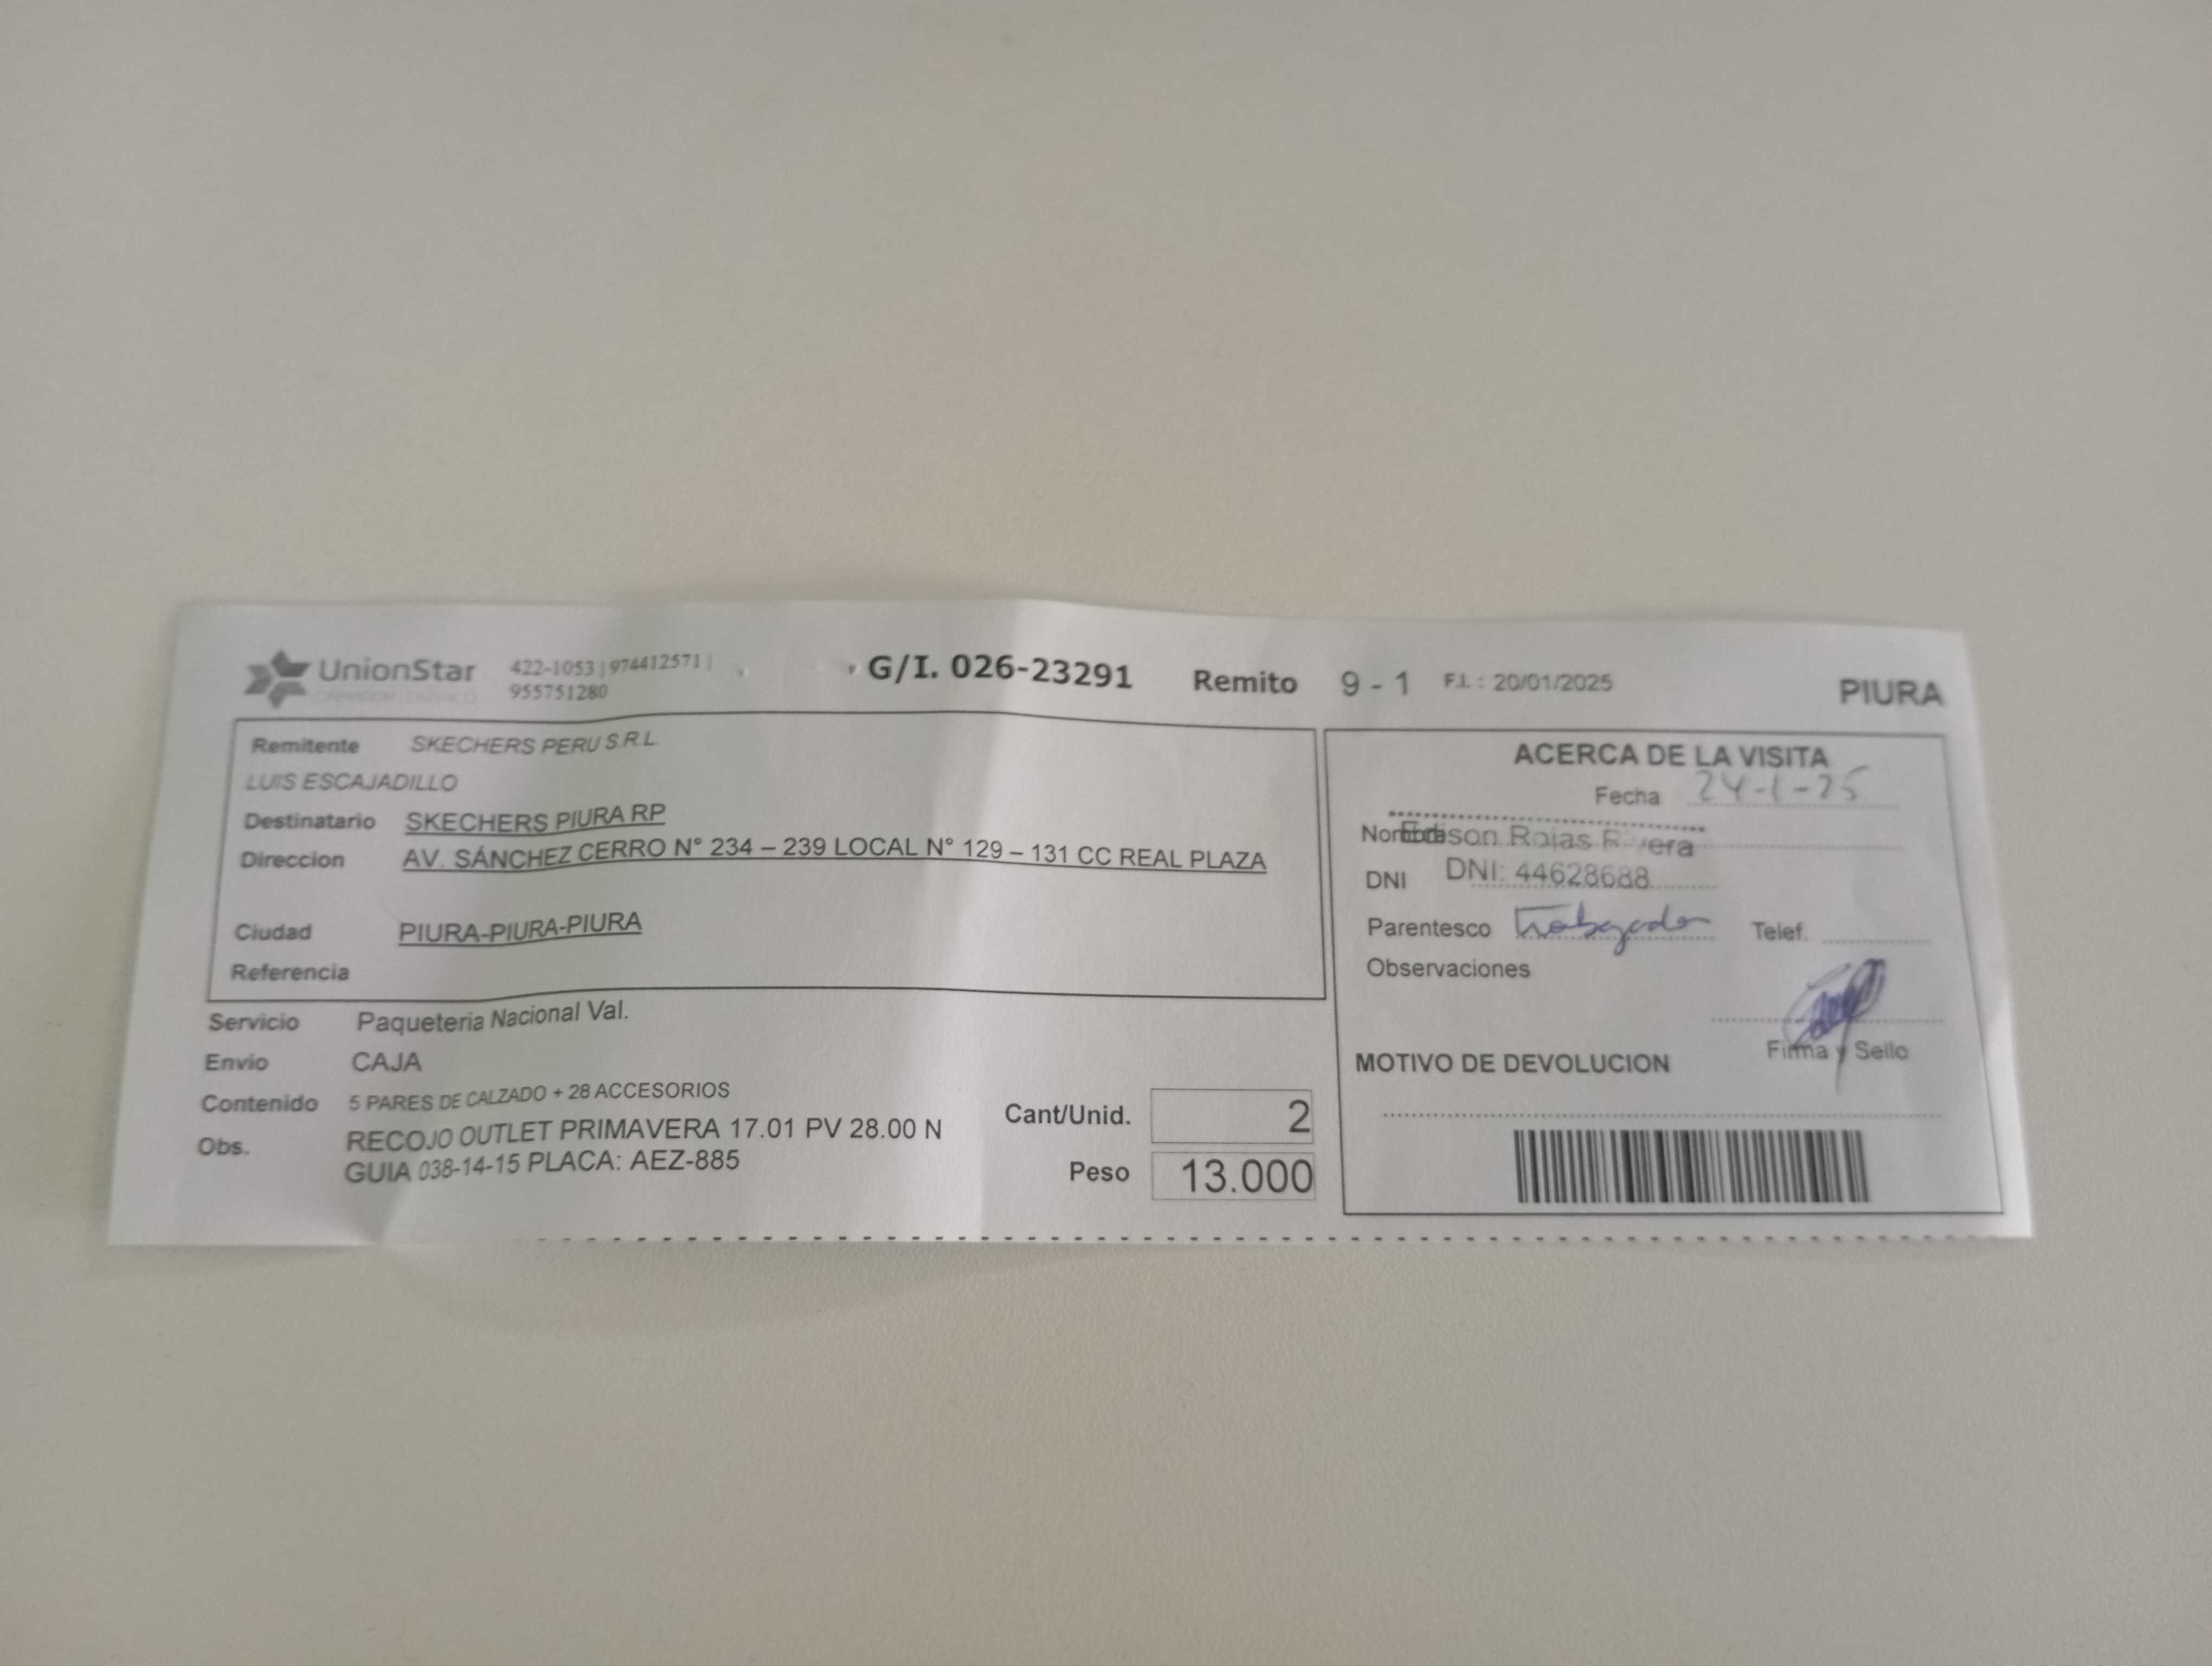 UnionStar 422-1053 | 974412571 |
955751280
G/I. 026-23291 Remito 9 - 1 F.I. : 20/01/2025 PIURA
Remitente SKECHERS PERU S.R.L.
LUIS ESCAJADILLO
Destinatario SKECHERS PIURA RP
Direccion AV. SÁNCHEZ CERRO N° 234 – 239 LOCAL N° 129 – 131 CC REAL PLAZA
Ciudad PIURA-PIURA-PIURA
Referencia
Servicio Paqueteria Nacional Val.
Envio CAJA
Contenido 5 PARES DE CALZADO + 28 ACCESORIOS
Obs. RECOJO OUTLET PRIMAVERA 17.01 PV 28.00 N
GUIA 038-14-15 PLACA: AEZ-885
Cant/Unid. 2
Peso 13.000
ACERCA DE LA VISITA
Fecha 24-1-25
Nombre Edison Rojas Rivera
DNI DNI: 44628688
Parentesco Trabajador Telef.
Observaciones
Firma y Sello
MOTIVO DE DEVOLUCION